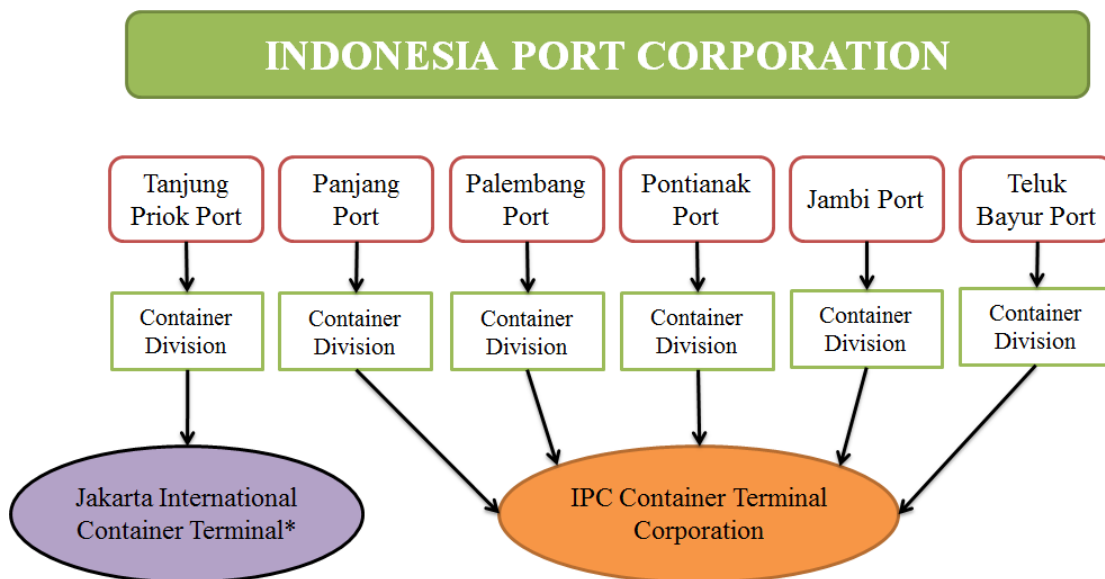 INDONESIA PORT CORPORATION
Tanjung
Priok Port
Panjang
Port
Palembang
Port
Pontianak
Port
Jambi Port
Teluk
Bayur Port
Container
Division
Container
Division
Container
Division
Container
Division
Container
Division
Container
Division
Jakarta International
Container Terminal*
IPC Container Terminal
Corporation